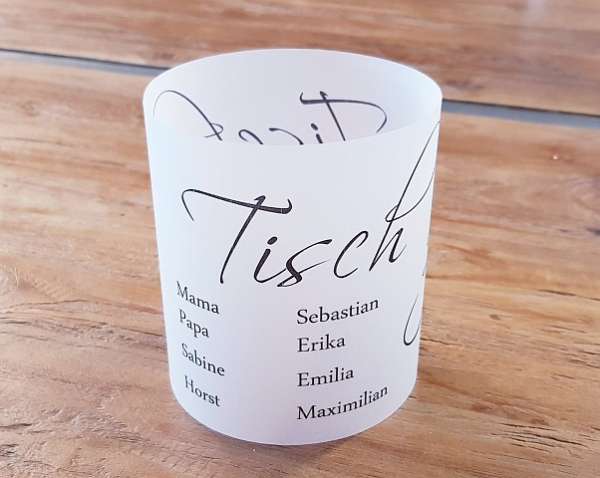 Tisch
Mama
Papa
Sabine
Horst
Sebastian
Erika
Emilia
Maximilian